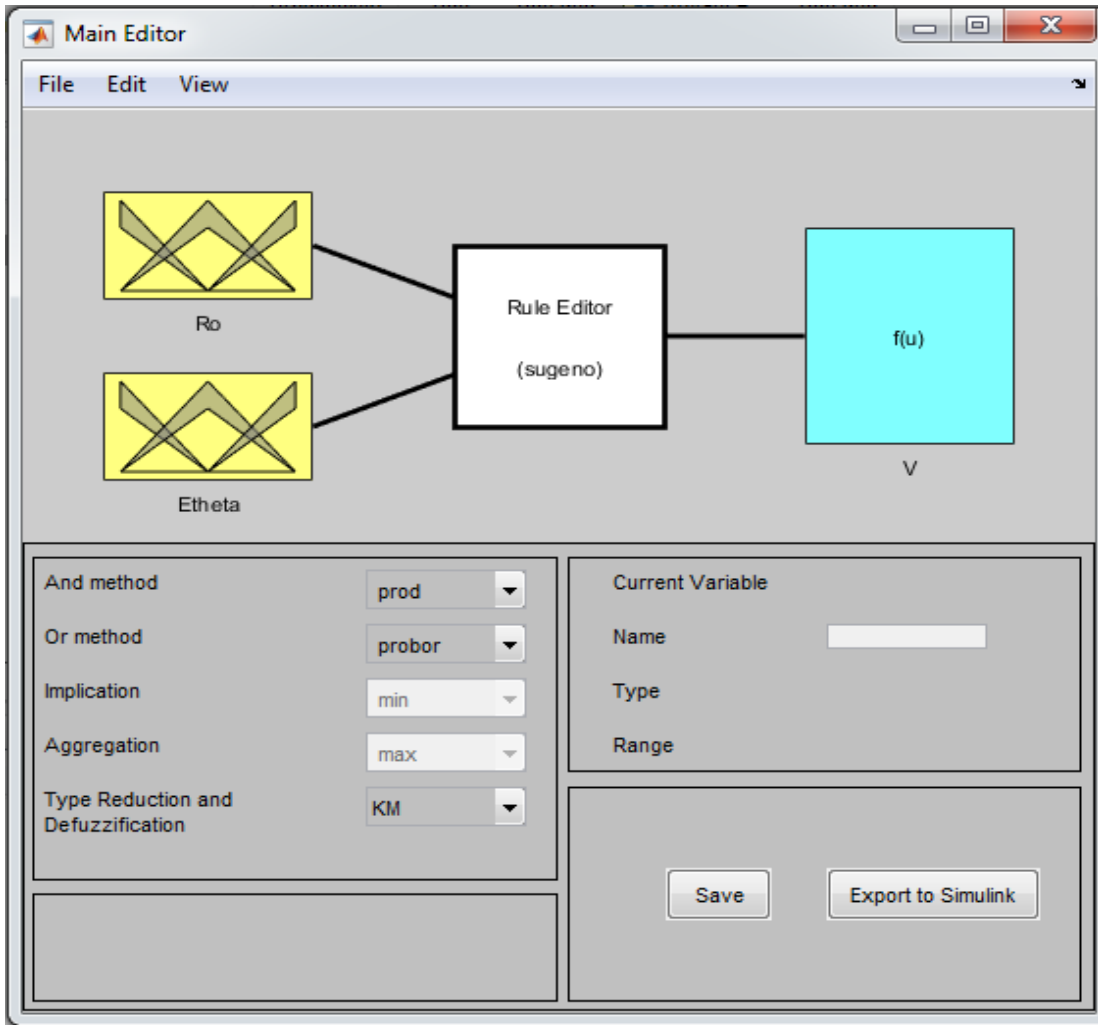 Main Editor
File Edit View
Ro
Rule Editor
(sugeno)
f(u)
Etheta
V
And method prod
Or method probor
Implication min
Aggregation max
Type Reduction and
Defuzzification
KM
Current Variable
Name
Type
Range
Save Export to Simulink